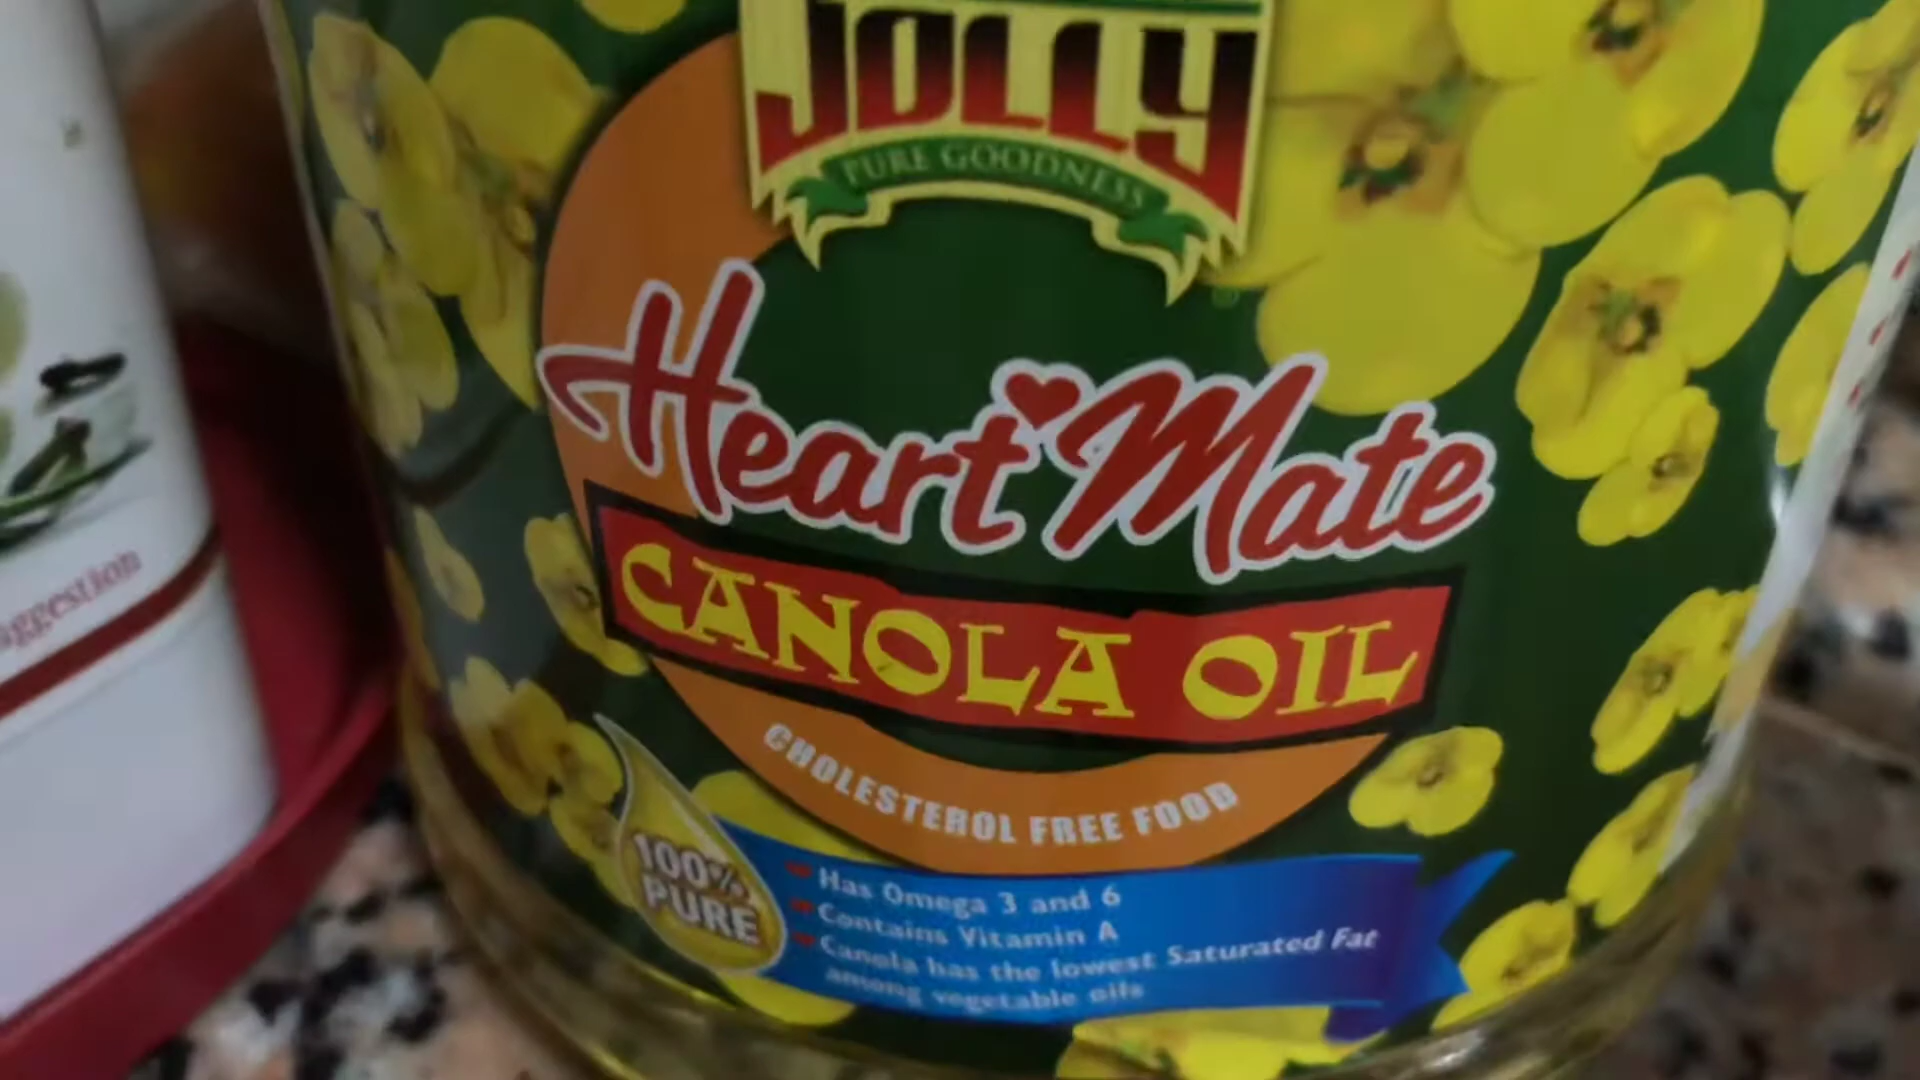 JOLLY
PURE GOODNESS
Heart Mate
CANOLA OIL
CHOLESTEROL FREE FOOD
100%
PURE
Has Omega 3 and 6
Contains Vitamin A
Canola has the lowest Saturated Fat
among vegetable oils